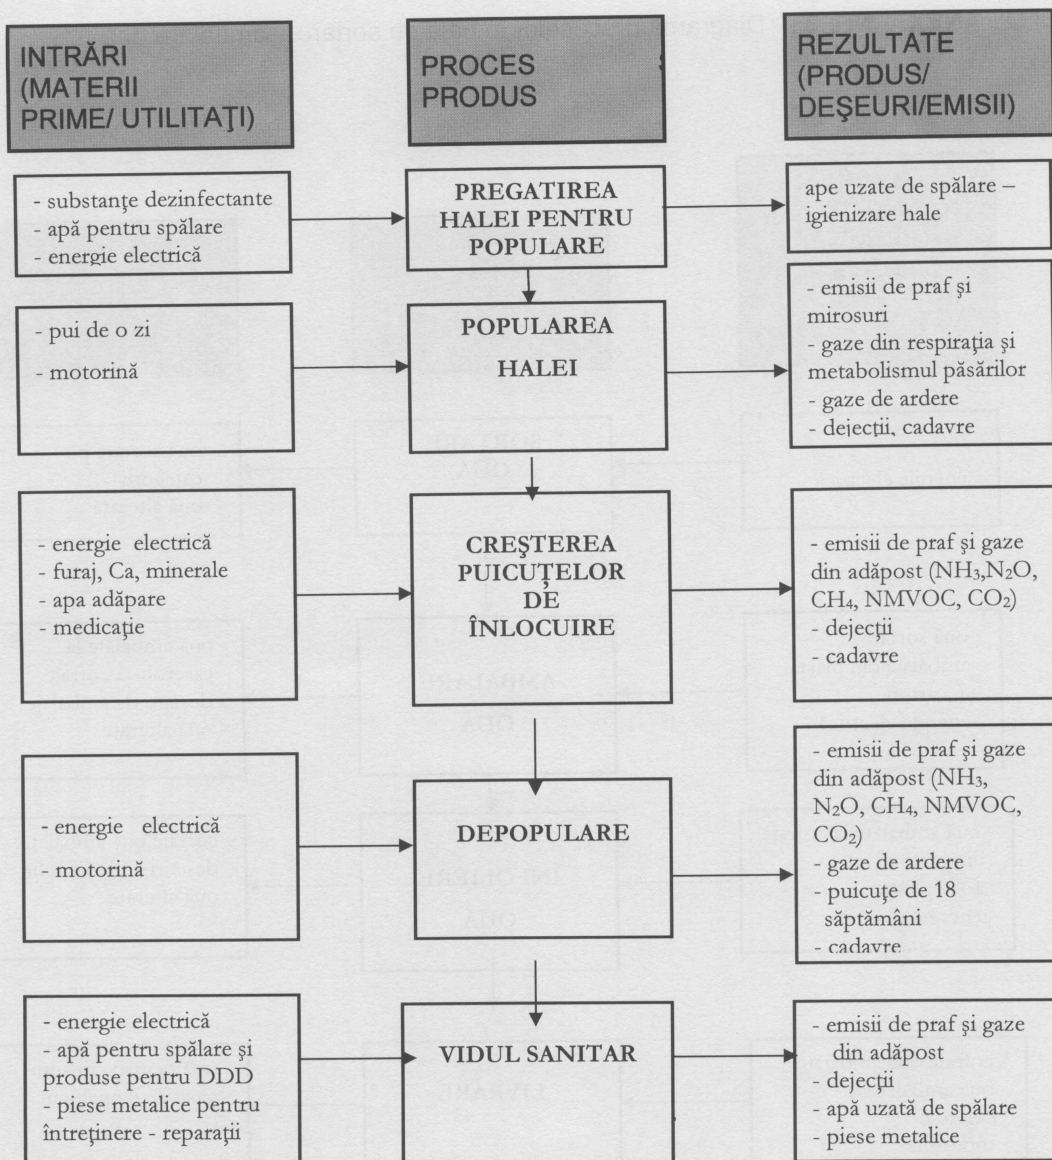 INTRĂRI
(MATERII
PRIME/ UTILITAŢI)
PROCES
PRODUS
REZULTATE
(PRODUS/
DEŞEURI/EMISII)
- substanţe dezinfectante
- apă pentru spălare
- energie electrică
PREGATIREA
HALEI PENTRU
POPULARE
ape uzate de spălare –
igienizare hale
- pui de o zi
- motorină
POPULAREA
HALEI
- emisii de praf şi
mirosuri
- gaze din respiraţia şi
metabolismul păsărilor
- gaze de ardere
- dejecţii, cadavre
- energie electrică
- furaj, Ca, minerale
- apa adăpare
- medicaţie
CREŞTEREA
PUICUŢELOR
DE
ÎNLOCUIRE
- emisii de praf şi gaze
din adăpost (NH₃,N₂O,
CH₄, NMVOC, CO₂)
- dejecţii
- cadavre
- energie electrică
- motorină
DEPOPULARE
- emisii de praf şi gaze
din adăpost (NH₃,
N₂O, CH₄, NMVOC,
CO₂)
- gaze de ardere
- puicuţe de 18
săptămâni
- cadavre
- energie electrică
- apă pentru spălare şi
produse pentru DDD
- piese metalice pentru
întreţinere - reparaţii
VIDUL SANITAR
- emisii de praf şi gaze
din adăpost
- dejecţii
- apă uzată de spălare
- piese metalice